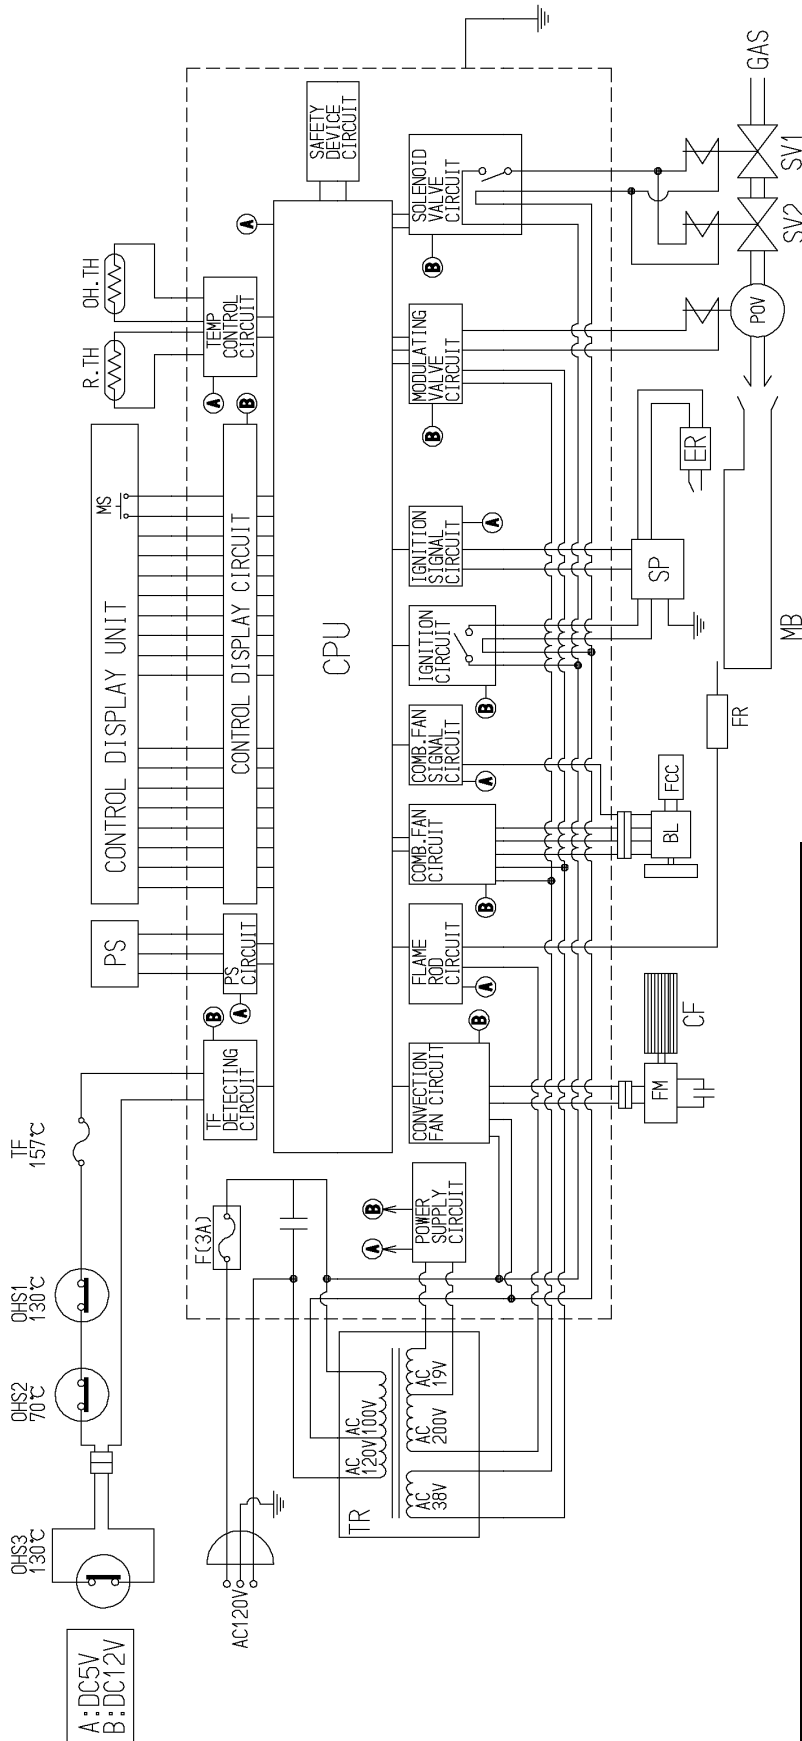 A:DC5V
B:DC12V
OHS3
130℃
OHS2
70℃
OHS1
130℃
TF
157℃
PS
CONTROL DISPLAY UNIT
MS
R.TH
OH.TH
AC120V
F(3A)
TF
DETECTING
CIRCUIT
B
PS
CIRCUIT
A
CONTROL DISPLAY CIRCUIT
B
TEMP
CONTROL
CIRCUIT
A
A
CPU
SAFETY
DEVICE
CIRCUIT
TR
AC
120V
AC
100V
AC
38V
AC
200V
AC
19V
POWER
SUPPLY
CIRCUIT
A
B
CONVECTION
FAN CIRCUIT
B
FLAME
ROD
CIRCUIT
A
COMB.FAN
CIRCUIT
B
COMB.FAN
SIGNAL
CIRCUIT
A
IGNITION
CIRCUIT
B
IGNITION
SIGNAL
CIRCUIT
A
MODULATING
VALVE
CIRCUIT
B
SOLENOID
VALVE
CIRCUIT
B
FM
CF
BL
FCC
FR
SP
ER
MB
POV
SV2
SV1
GAS